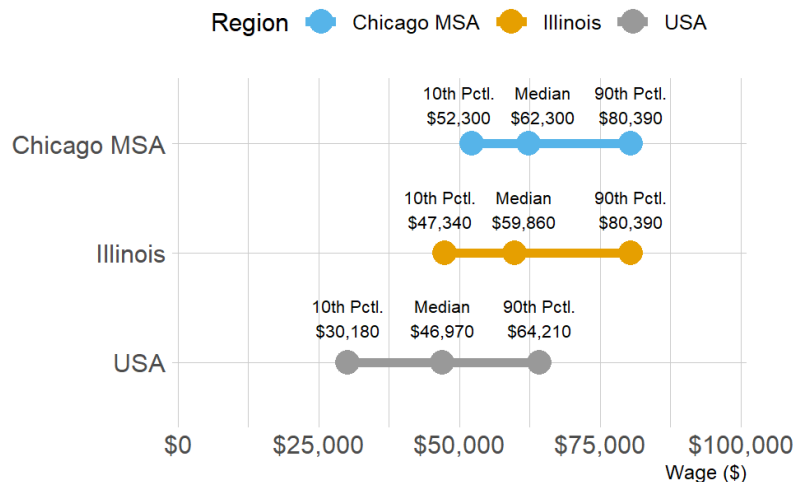 Region Chicago MSA Illinois USA
10th Pctl. Median 90th Pctl.
$52,300 $62,300 $80,390
Chicago MSA
10th Pctl. Median 90th Pctl.
$47,340 $59,860 $80,390
Illinois
10th Pctl. Median 90th Pctl.
$30,180 $46,970 $64,210
USA
$0 $25,000 $50,000 $75,000 $100,000
Wage ($)